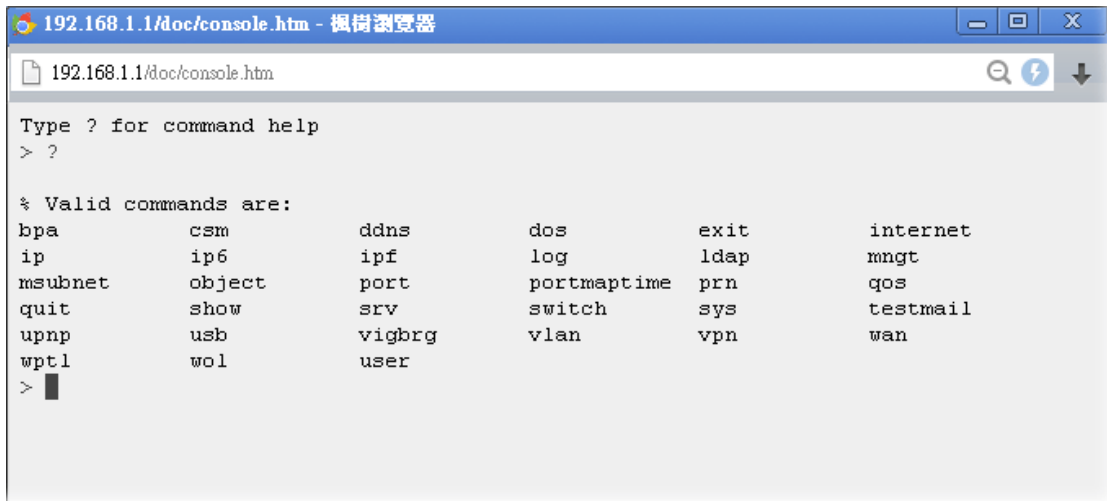 192.168.1.1/doc/console.htm - 楓樹瀏覽器
192.168.1.1/doc/console.htm
Type ? for command help
> ?
% Valid commands are:
bpa csm ddns dos exit internet
ip ip6 ipf log ldap mngt
msubnet object port portmaptime prn qos
quit show srv switch sys testmail
upnp usb vigbrg vlan vpn wan
wptl wol user
>